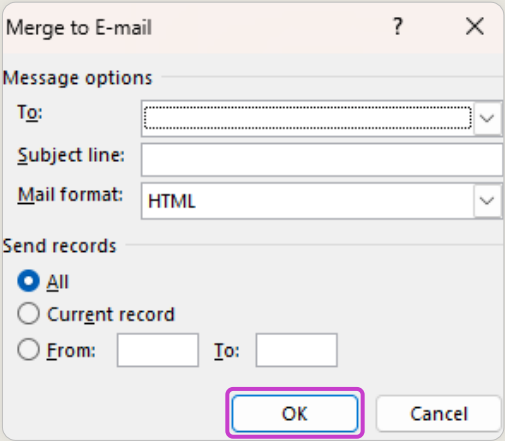 Merge to E-mail ?
Message options
To:
Subject line:
Mail format: HTML
Send records
All
Current record
From: To:
OK Cancel